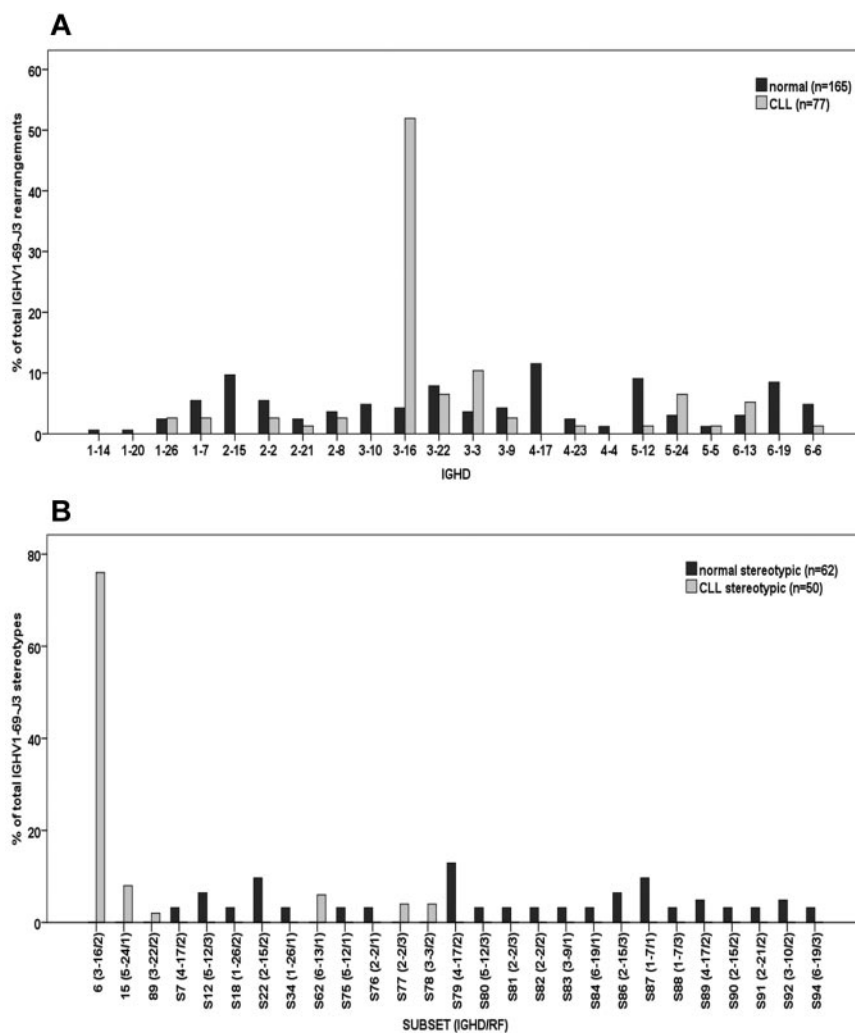 A
% of total IGHV1-69-J3 rearrangements
60
50
40
30
20
10
0
normal (n=165)
CLL (n=77)
1-14 1-20 1-26 1-7 2-15 2-2 2-21 2-8 3-10 3-16 3-22 3-3 3-9 4-17 4-23 4-4 5-12 5-24 5-5 6-13 6-19 6-6
IGHD
B
% of total IGHV1-69-J3 stereotypes
80
60
40
20
0
normal stereotypic (n=62)
CLL stereotypic (n=50)
6 (3-16/2)
15 (5-24/1)
89 (3-22/2)
S7 (4-17/2)
S12 (5-12/3)
S18 (1-26/2)
S22 (2-15/2)
S34 (1-26/1)
S62 (6-13/1)
S75 (5-12/1)
S76 (2-2/1)
S77 (2-2/3)
S78 (3-3/2)
S79 (4-17/2)
S80 (5-12/3)
S81 (2-2/3)
S82 (2-2/2)
S83 (3-9/1)
S84 (6-19/1)
S86 (2-15/3)
S87 (1-7/1)
S88 (1-7/3)
S89 (4-17/2)
S90 (2-15/2)
S91 (2-21/2)
S92 (3-10/2)
S94 (6-19/3)
SUBSET (IGHD/RF)